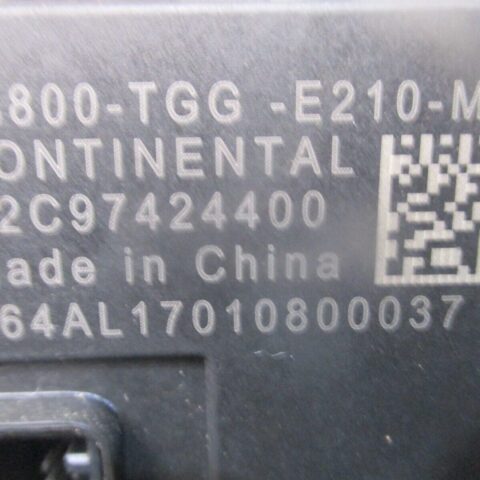 800-TGG -E210-M
ONTINENTAL
2C97424400
ade in China
64AL17010800037